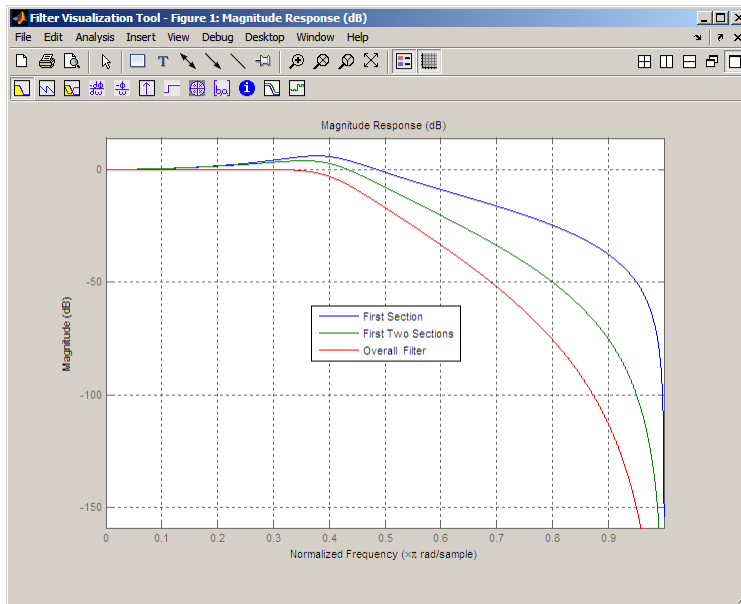 Filter Visualization Tool - Figure 1: Magnitude Response (dB)
File Edit Analysis Insert View Debug Desktop Window Help
Magnitude Response (dB)
0
-50
-100
-150
Magnitude (dB)
First Section
First Two Sections
Overall Filter
0 0.1 0.2 0.3 0.4 0.5 0.6 0.7 0.8 0.9
Normalized Frequency (×π rad/sample)